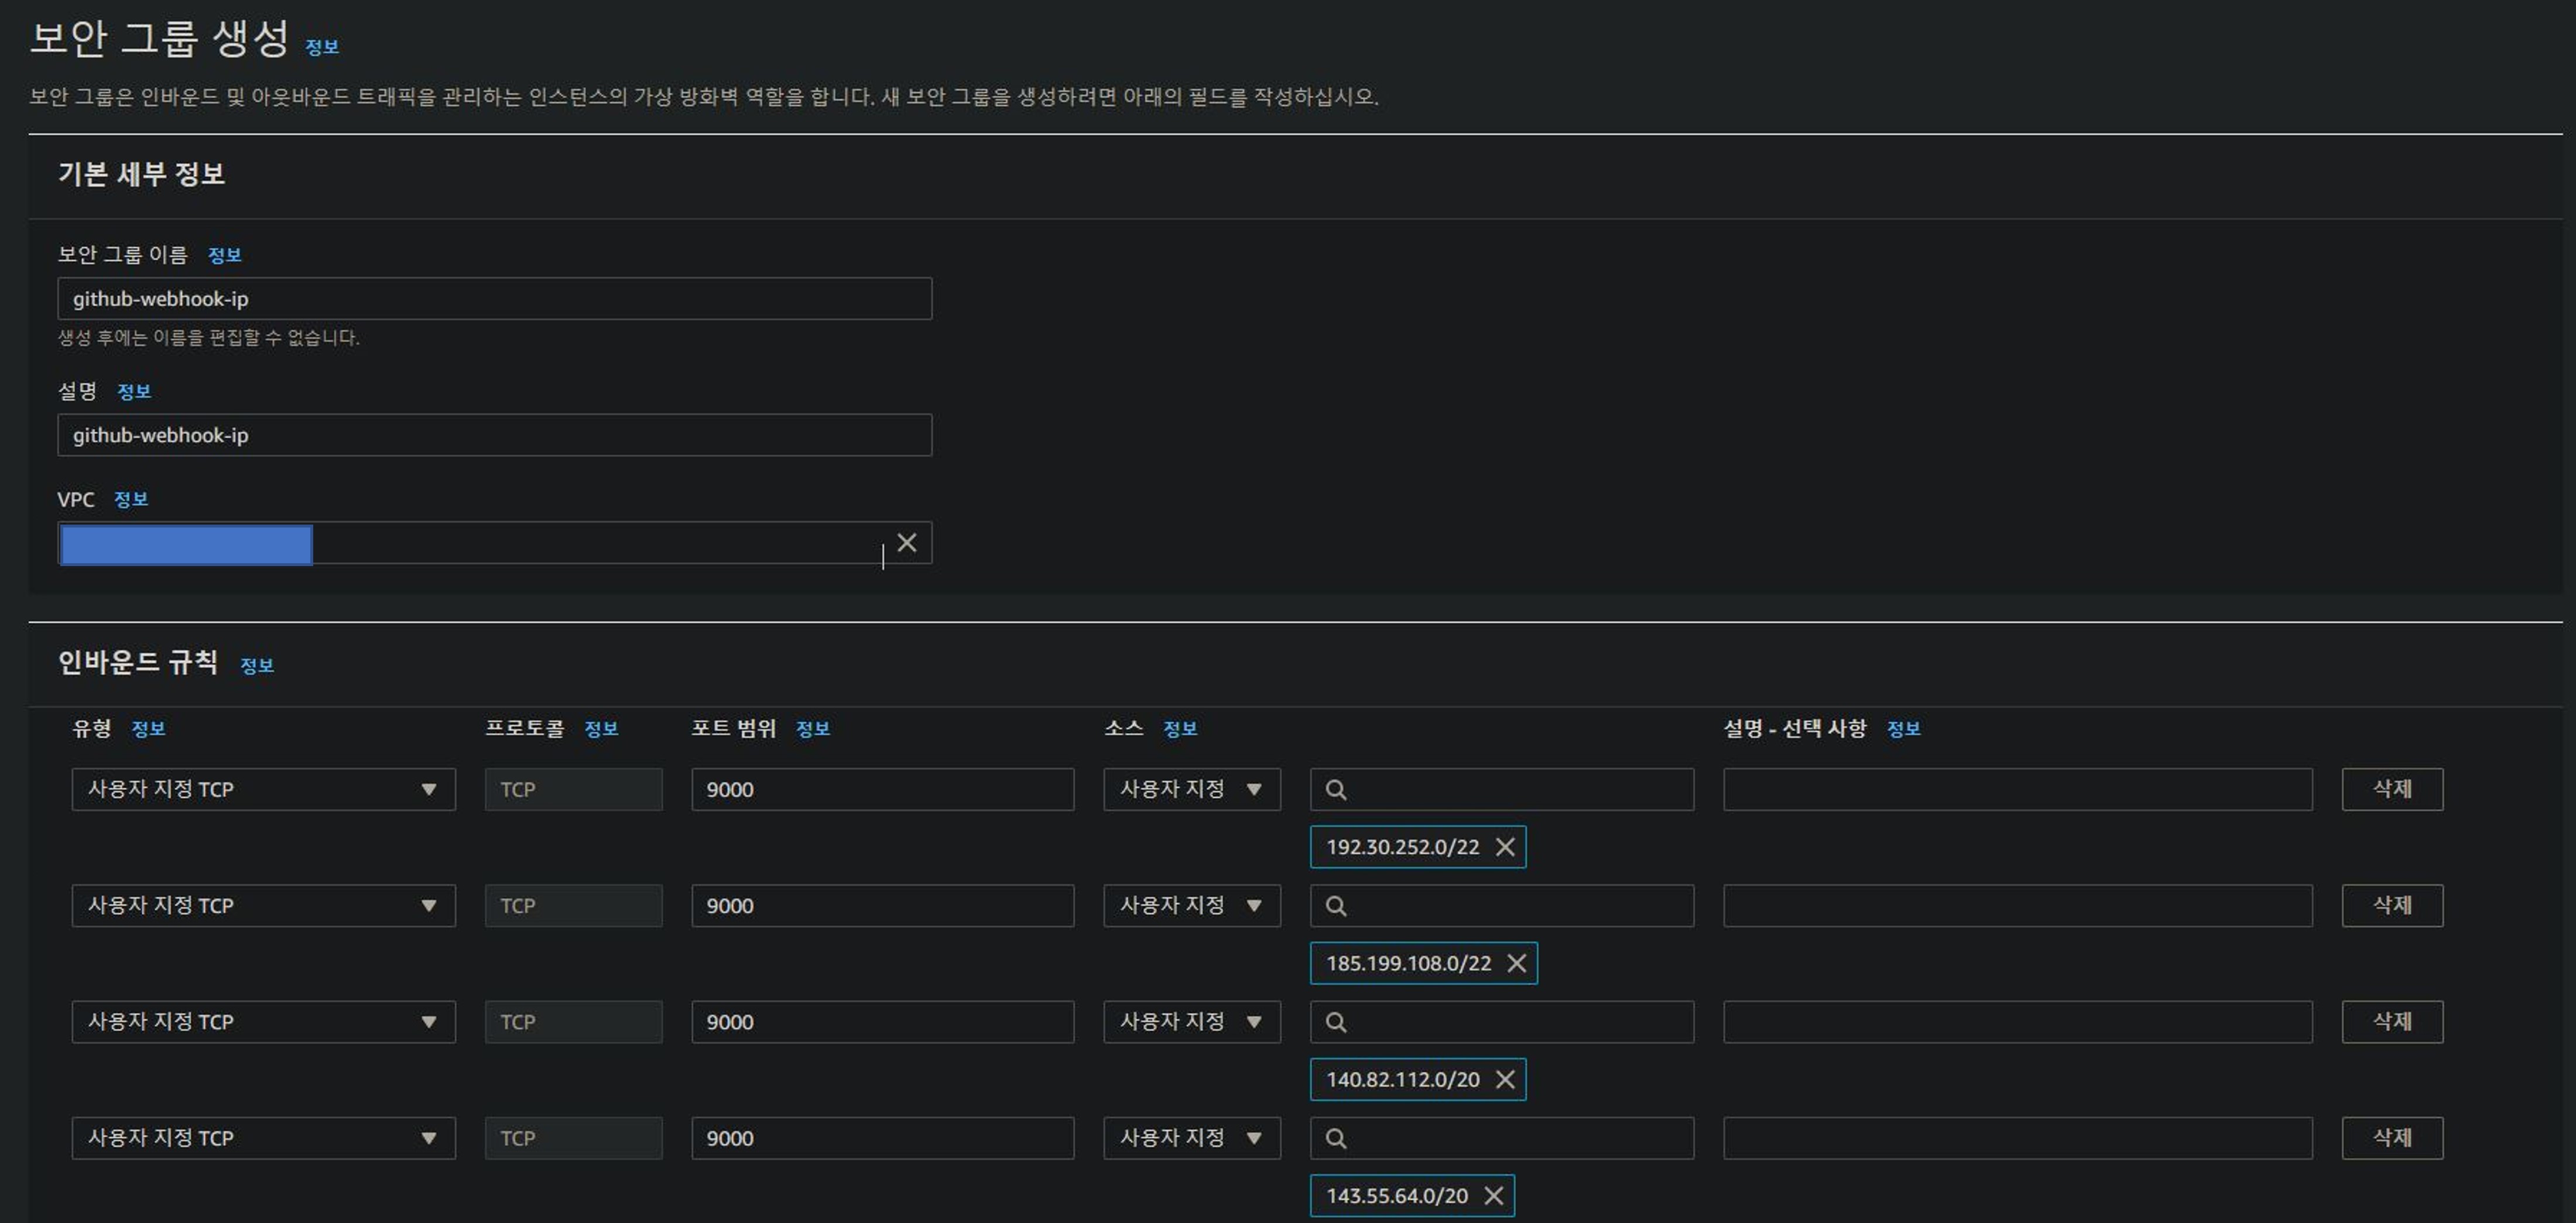 보안 그룹 생성 정보
보안 그룹은 인바운드 및 아웃바운드 트래픽을 관리하는 인스턴스의 가상 방화벽 역할을 합니다. 새 보안 그룹을 생성하려면 아래의 필드를 작성하십시오.
기본 세부 정보
보안 그룹 이름 정보
github-webhook-ip
생성 후에는 이름을 편집할 수 없습니다.
설명 정보
github-webhook-ip
VPC 정보
인바운드 규칙 정보
유형 정보 프로토콜 정보 포트 범위 정보 소스 정보 설명 - 선택 사항 정보
사용자 지정 TCP TCP 9000 사용자 지정 삭제
192.30.252.0/22
사용자 지정 TCP TCP 9000 사용자 지정 삭제
185.199.108.0/22
사용자 지정 TCP TCP 9000 사용자 지정 삭제
140.82.112.0/20
사용자 지정 TCP TCP 9000 사용자 지정 삭제
143.55.64.0/20